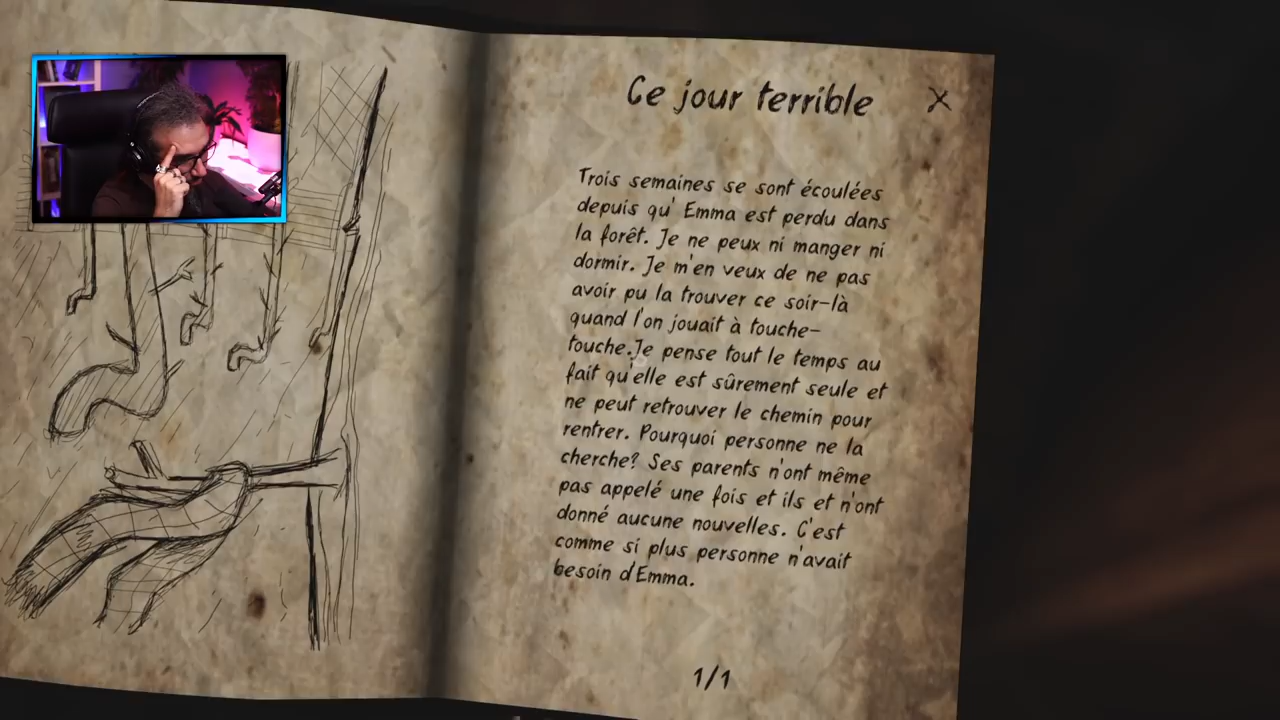 Ce jour terrible
Trois semaines se sont écoulées
depuis qu' Emma est perdu dans
la forêt. Je ne peux ni manger ni
dormir. Je m'en veux de ne pas
avoir pu la trouver ce soir-là
quand l'on jouait à touche-
touche.Je pense tout le temps au
fait qu'elle est sûrement seule et
ne peut retrouver le chemin pour
rentrer. Pourquoi personne ne la
cherche? Ses parents n'ont même
pas appelé une fois et ils et n'ont
donné aucune nouvelles. C'est
comme si plus personne n'avait
besoin d'Emma.
1/1